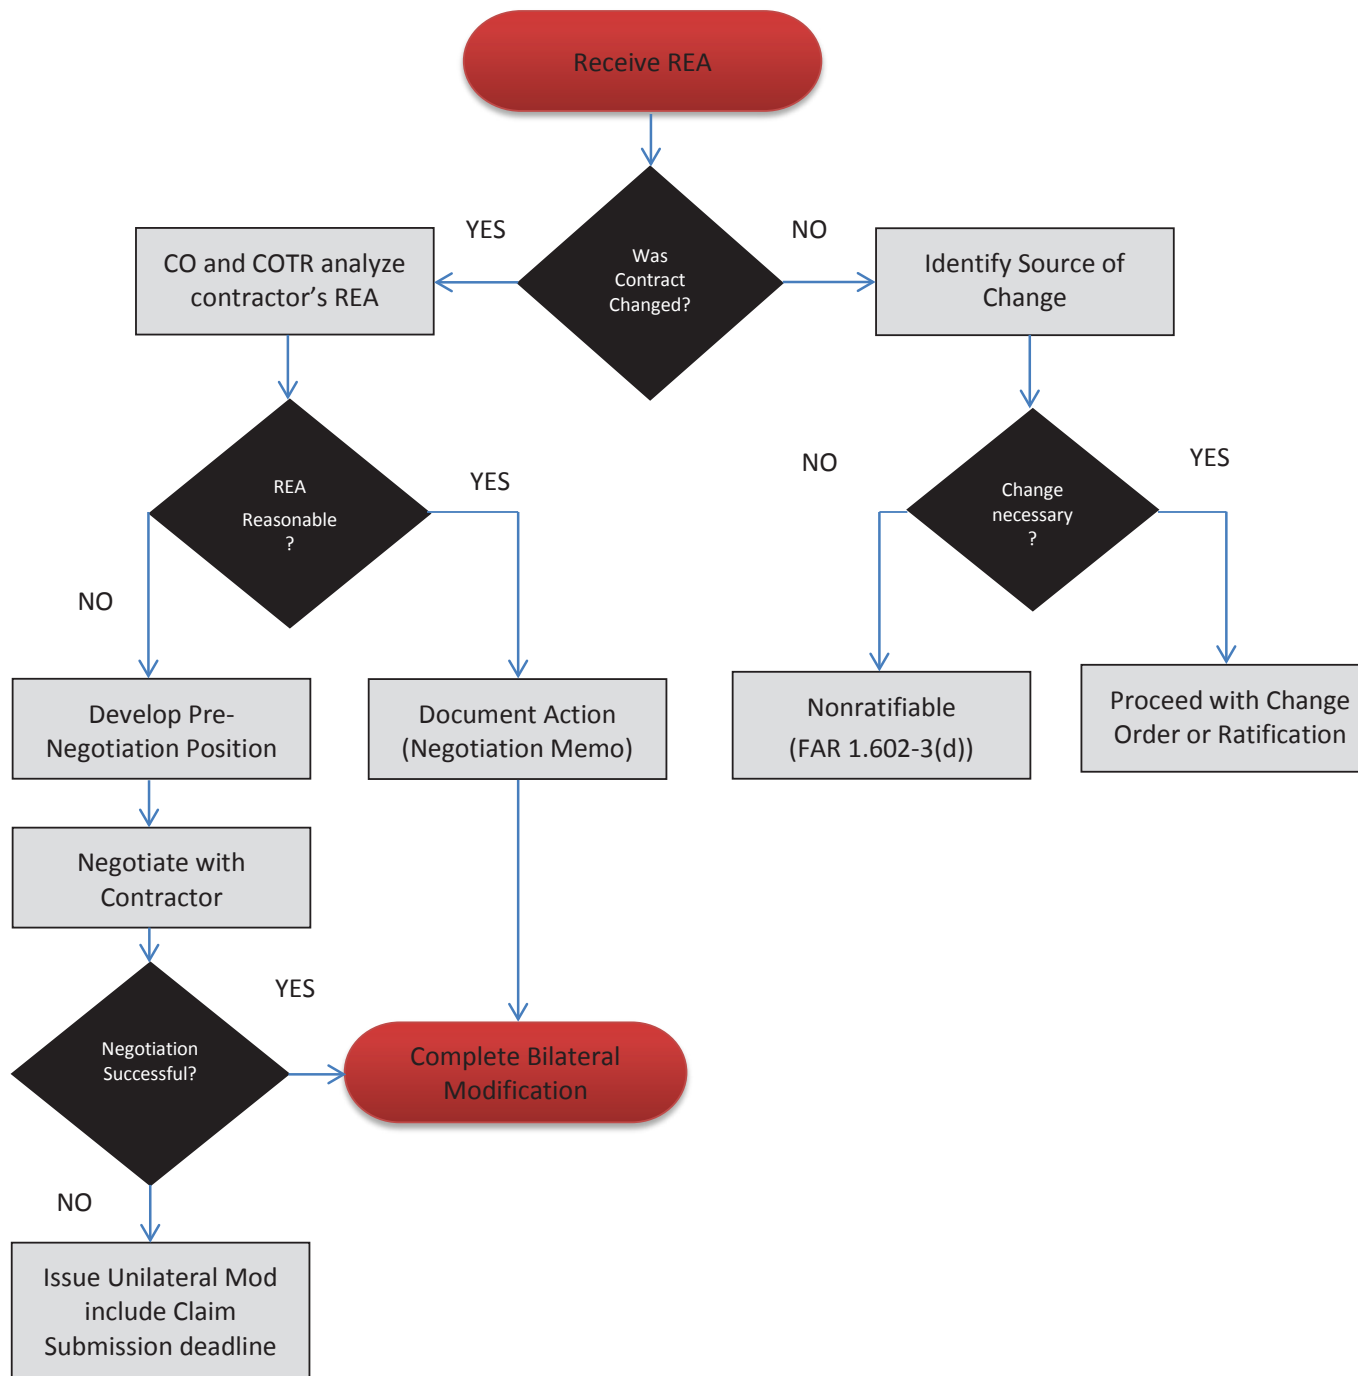 Receive REA
YES
NO
Was
Contract
Changed?
CO and COTR analyze
contractor’s REA
Identify Source of
Change
REA
Reasonable
?
YES
NO
NO
YES
Change
necessary
?
Develop Pre-
Negotiation Position
Document Action
(Negotiation Memo)
Nonratifiable
(FAR 1.602-3(d))
Proceed with Change
Order or Ratification
Negotiate with
Contractor
Negotiation
Successful?
YES
NO
Complete Bilateral
Modification
Issue Unilateral Mod
include Claim
Submission deadline